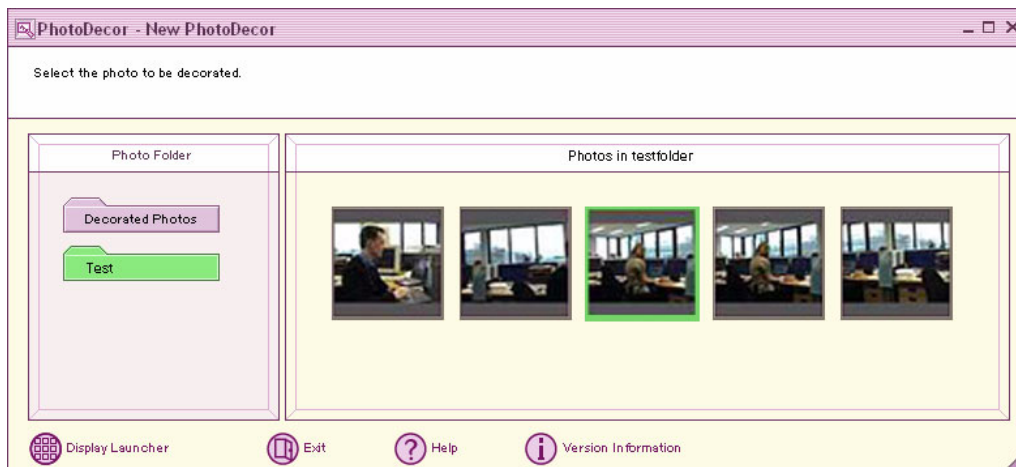 PhotoDecor - New PhotoDecor
Select the photo to be decorated.
Photo Folder
Photos in testfolder
Decorated Photos
Test
Display Launcher
Exit
Help
Version Information